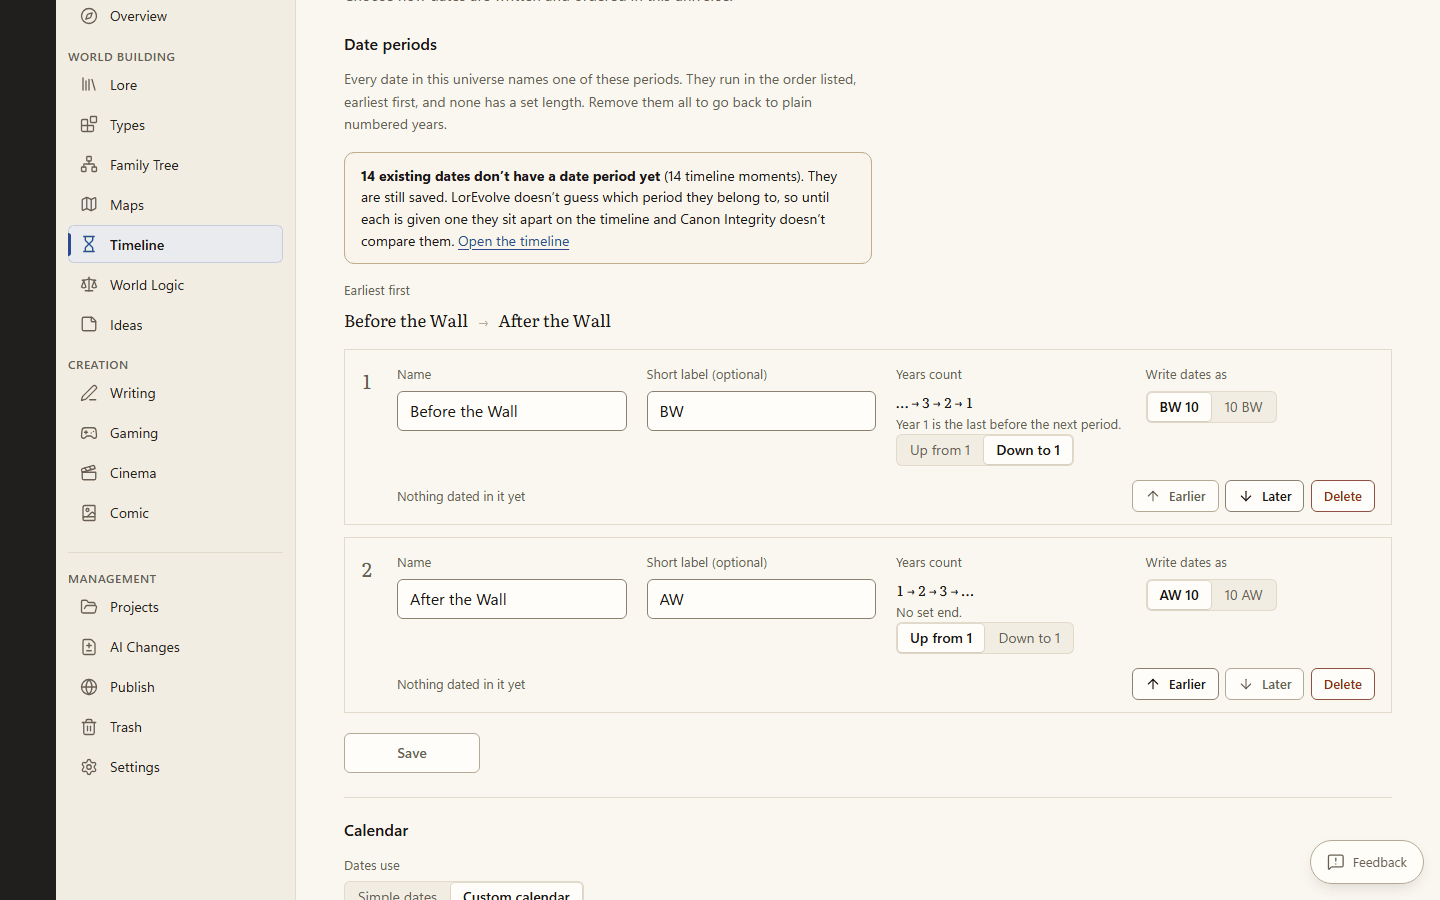 Overview
WORLD BUILDING
Lore
Types
Family Tree
Maps
Timeline
World Logic
Ideas
CREATION
Writing
Gaming
Cinema
Comic
MANAGEMENT
Projects
AI Changes
Publish
Trash
Settings
Date periods
Every date in this universe names one of these periods. They run in the order listed,
earliest first, and none has a set length. Remove them all to go back to plain
numbered years.
14 existing dates don’t have a date period yet (14 timeline moments). They
are still saved. LorEvolve doesn’t guess which period they belong to, so until
each is given one they sit apart on the timeline and Canon Integrity doesn’t
compare them. Open the timeline
Earliest first
Before the Wall → After the Wall
1
Name
Before the Wall
Short label (optional)
BW
Years count
… → 3 → 2 → 1
Year 1 is the last before the next period.
Up from 1 Down to 1
Write dates as
BW 10 10 BW
Nothing dated in it yet
↑ Earlier ↓ Later Delete
2
Name
After the Wall
Short label (optional)
AW
Years count
1 → 2 → 3 → …
No set end.
Up from 1 Down to 1
Write dates as
AW 10 10 AW
Nothing dated in it yet
↑ Earlier ↓ Later Delete
Save
Calendar
Dates use
Simple dates Custom calendar
Feedback